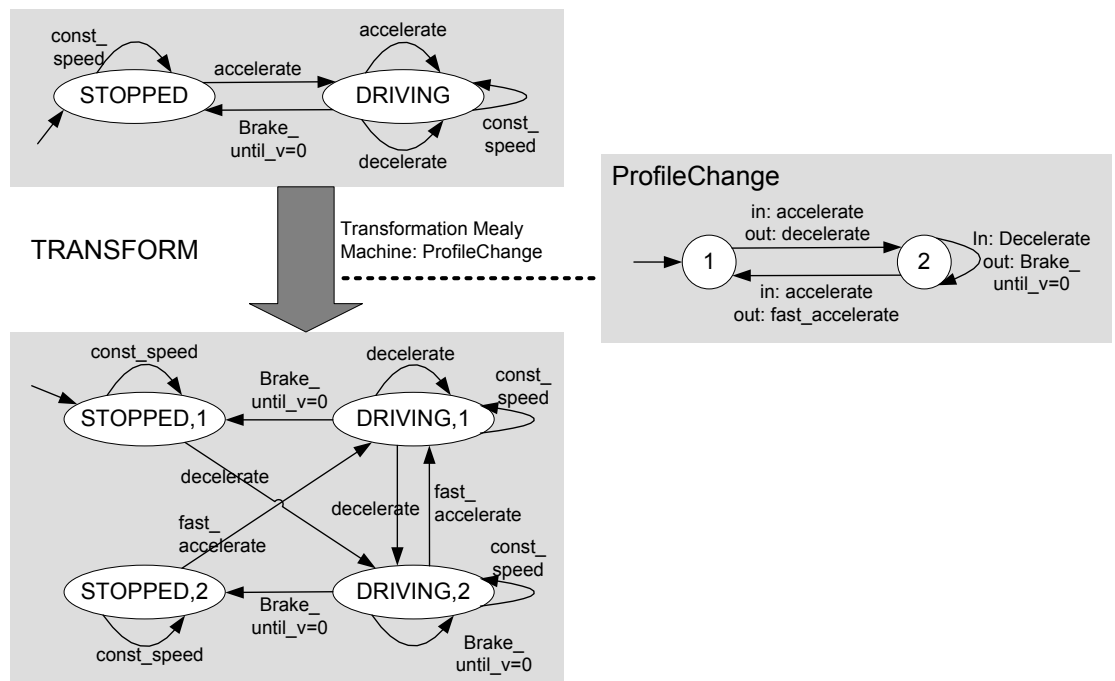 const_
speed
accelerate
accelerate
STOPPED
DRIVING
Brake_
until_v=0
const_
speed
decelerate
ProfileChange
in: accelerate
out: decelerate
1
2
In: Decelerate
out: Brake_
until_v=0
in: accelerate
out: fast_accelerate
TRANSFORM
Transformation Mealy
Machine: ProfileChange
const_speed
decelerate
Brake_
until_v=0
const_
speed
STOPPED,1
DRIVING,1
decelerate
fast_
accelerate
decelerate
fast_
accelerate
const_
speed
STOPPED,2
DRIVING,2
Brake_
until_v=0
const_speed
Brake_
until_v=0